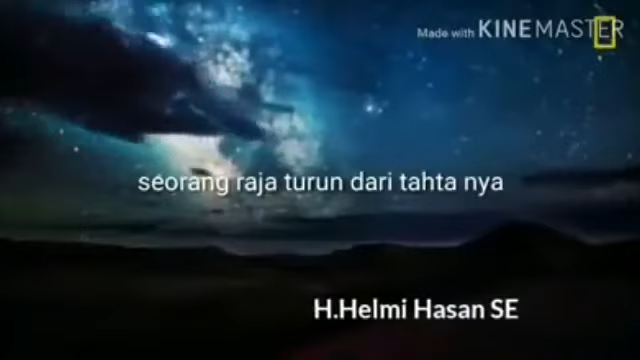 Made with KINEMASTER
seorang raja turun dari tahta nya
H.Helmi Hasan SE